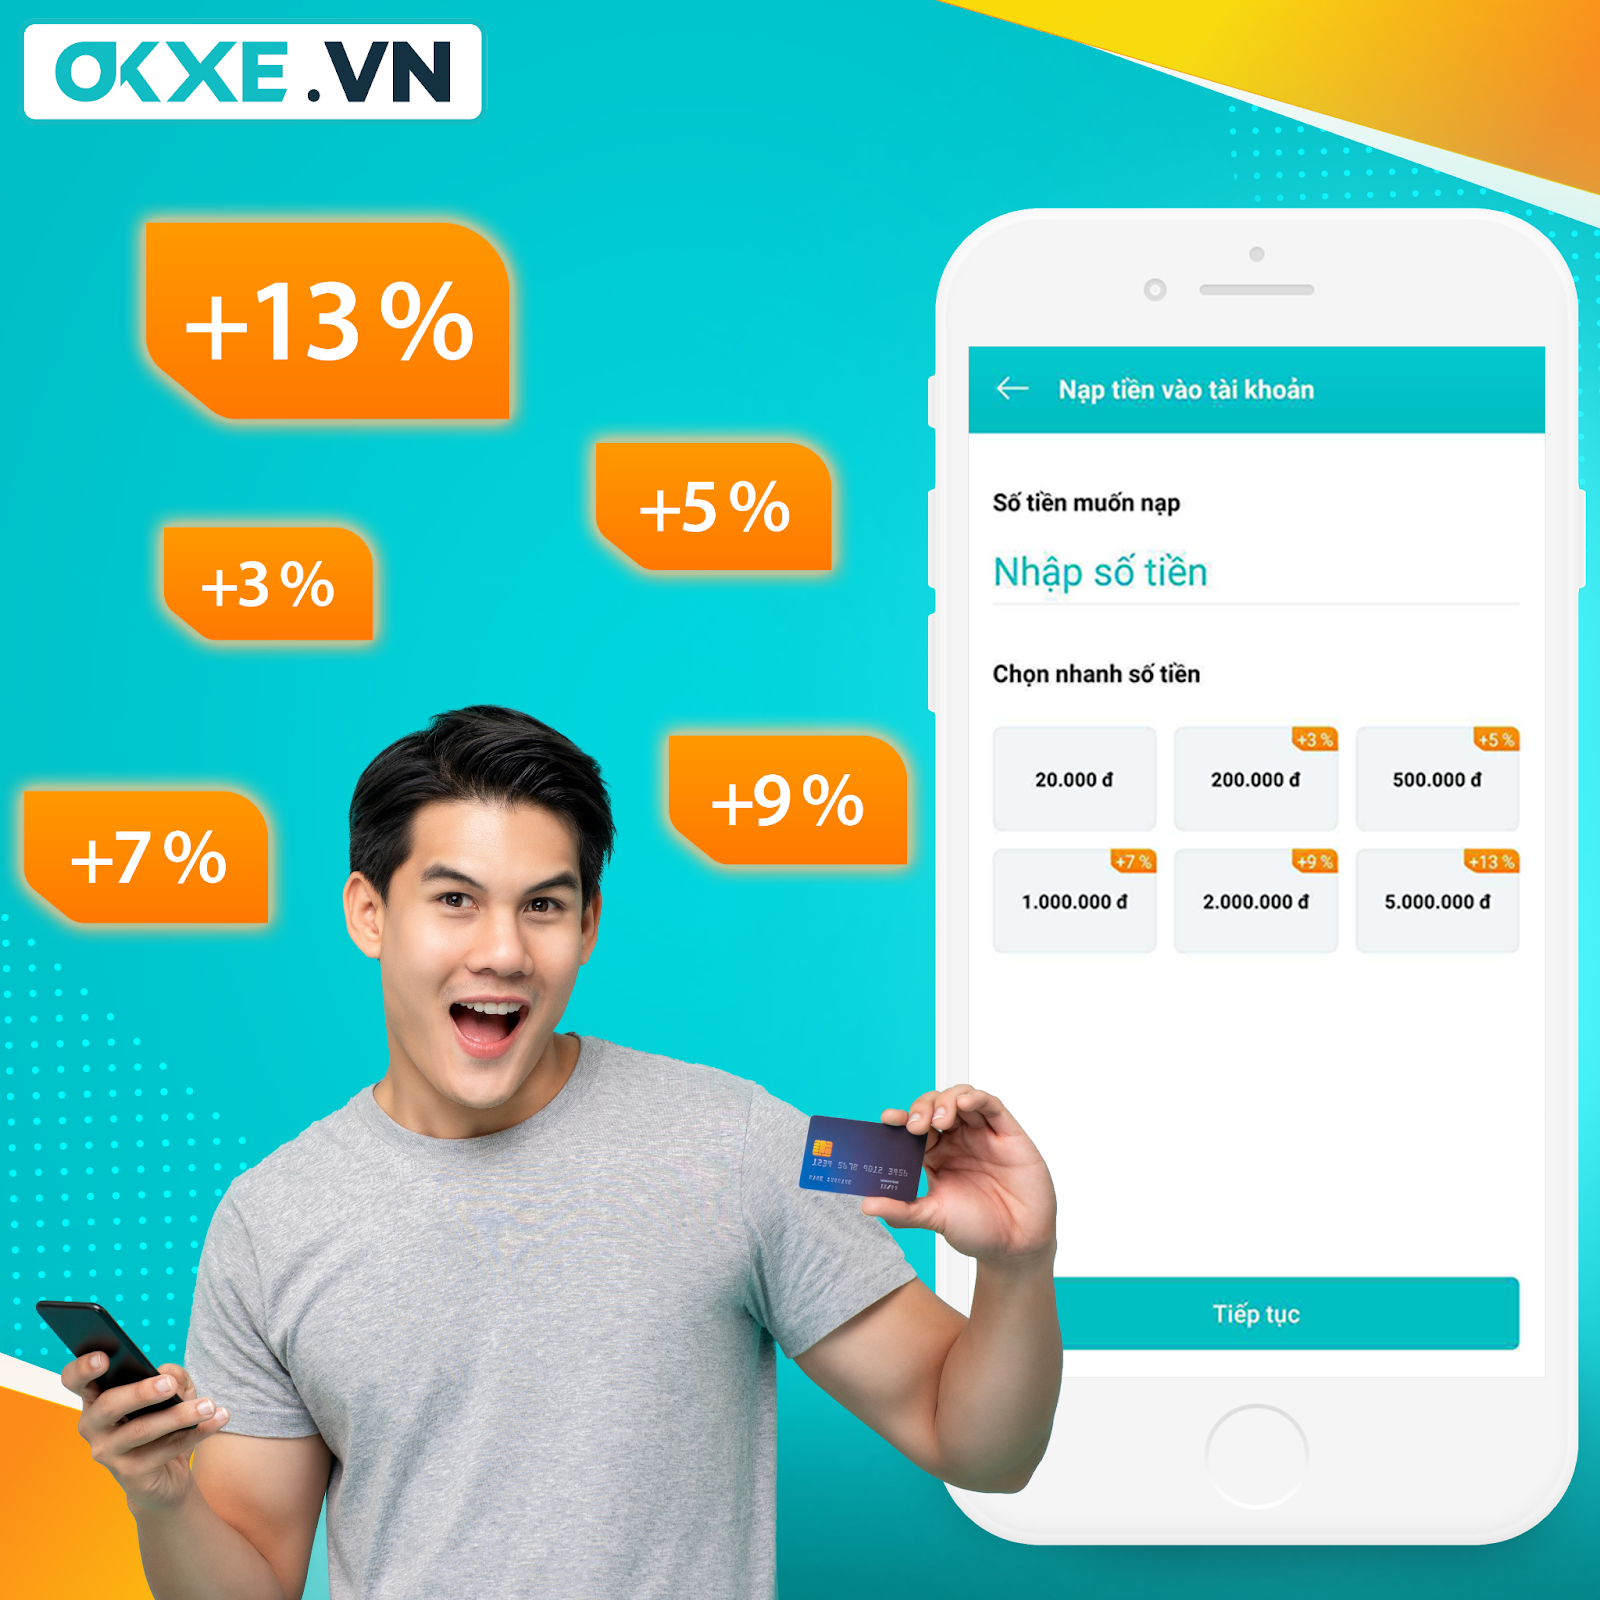 OKXE.VN
+13 %
+5 %
+3 %
+9 %
+7 %
Nạp tiền vào tài khoản
Số tiền muốn nạp
Nhập số tiền
Chọn nhanh số tiền
+3 %
+5 %
20.000 đ
200.000 đ
500.000 đ
+7 %
+9 %
+13 %
1.000.000 đ
2.000.000 đ
5.000.000 đ
Tiếp tục